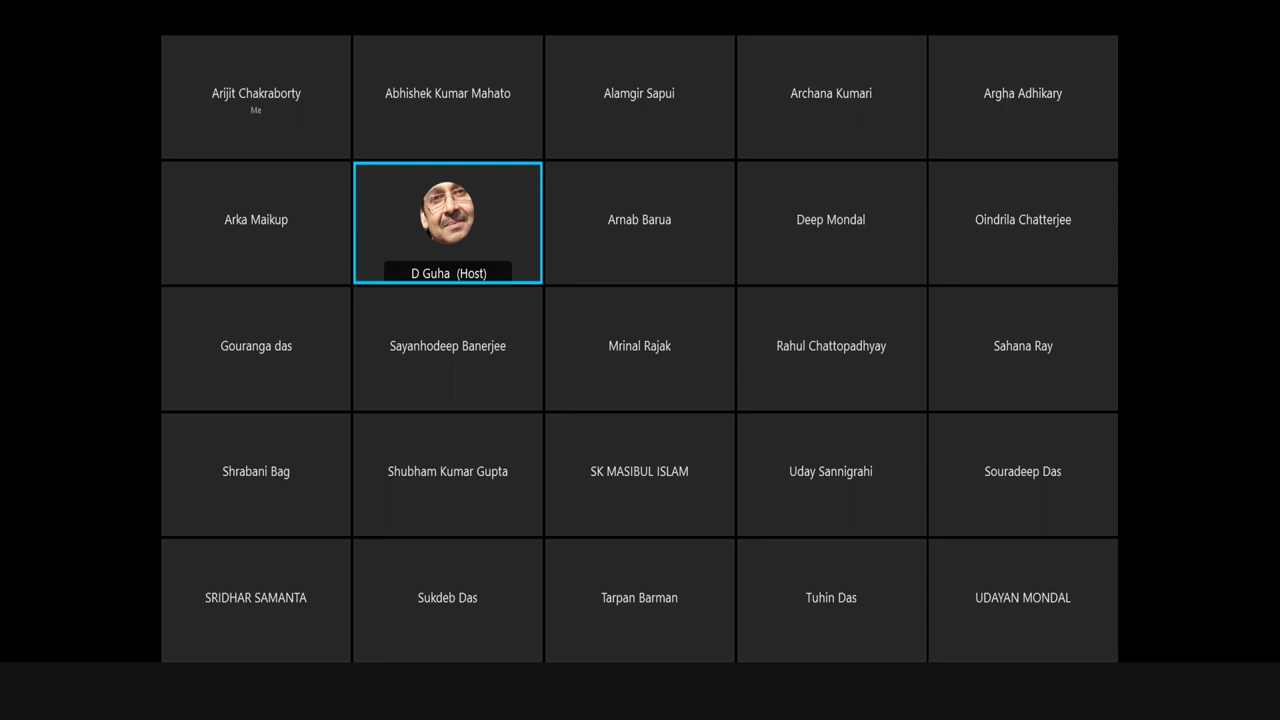 Arijit Chakraborty
Me
Abhishek Kumar Mahato
Alamgir Sapui
Archana Kumari
Argha Adhikary
Arka Maikup
D Guha (Host)
Arnab Barua
Deep Mondal
Oindrila Chatterjee
Gouranga das
Sayanhodeep Banerjee
Mrinal Rajak
Rahul Chattopadhyay
Sahana Ray
Shrabani Bag
Shubham Kumar Gupta
SK MASIBUL ISLAM
Uday Sannigrahi
Souradeep Das
SRIDHAR SAMANTA
Sukdeb Das
Tarpan Barman
Tuhin Das
UDAYAN MONDAL